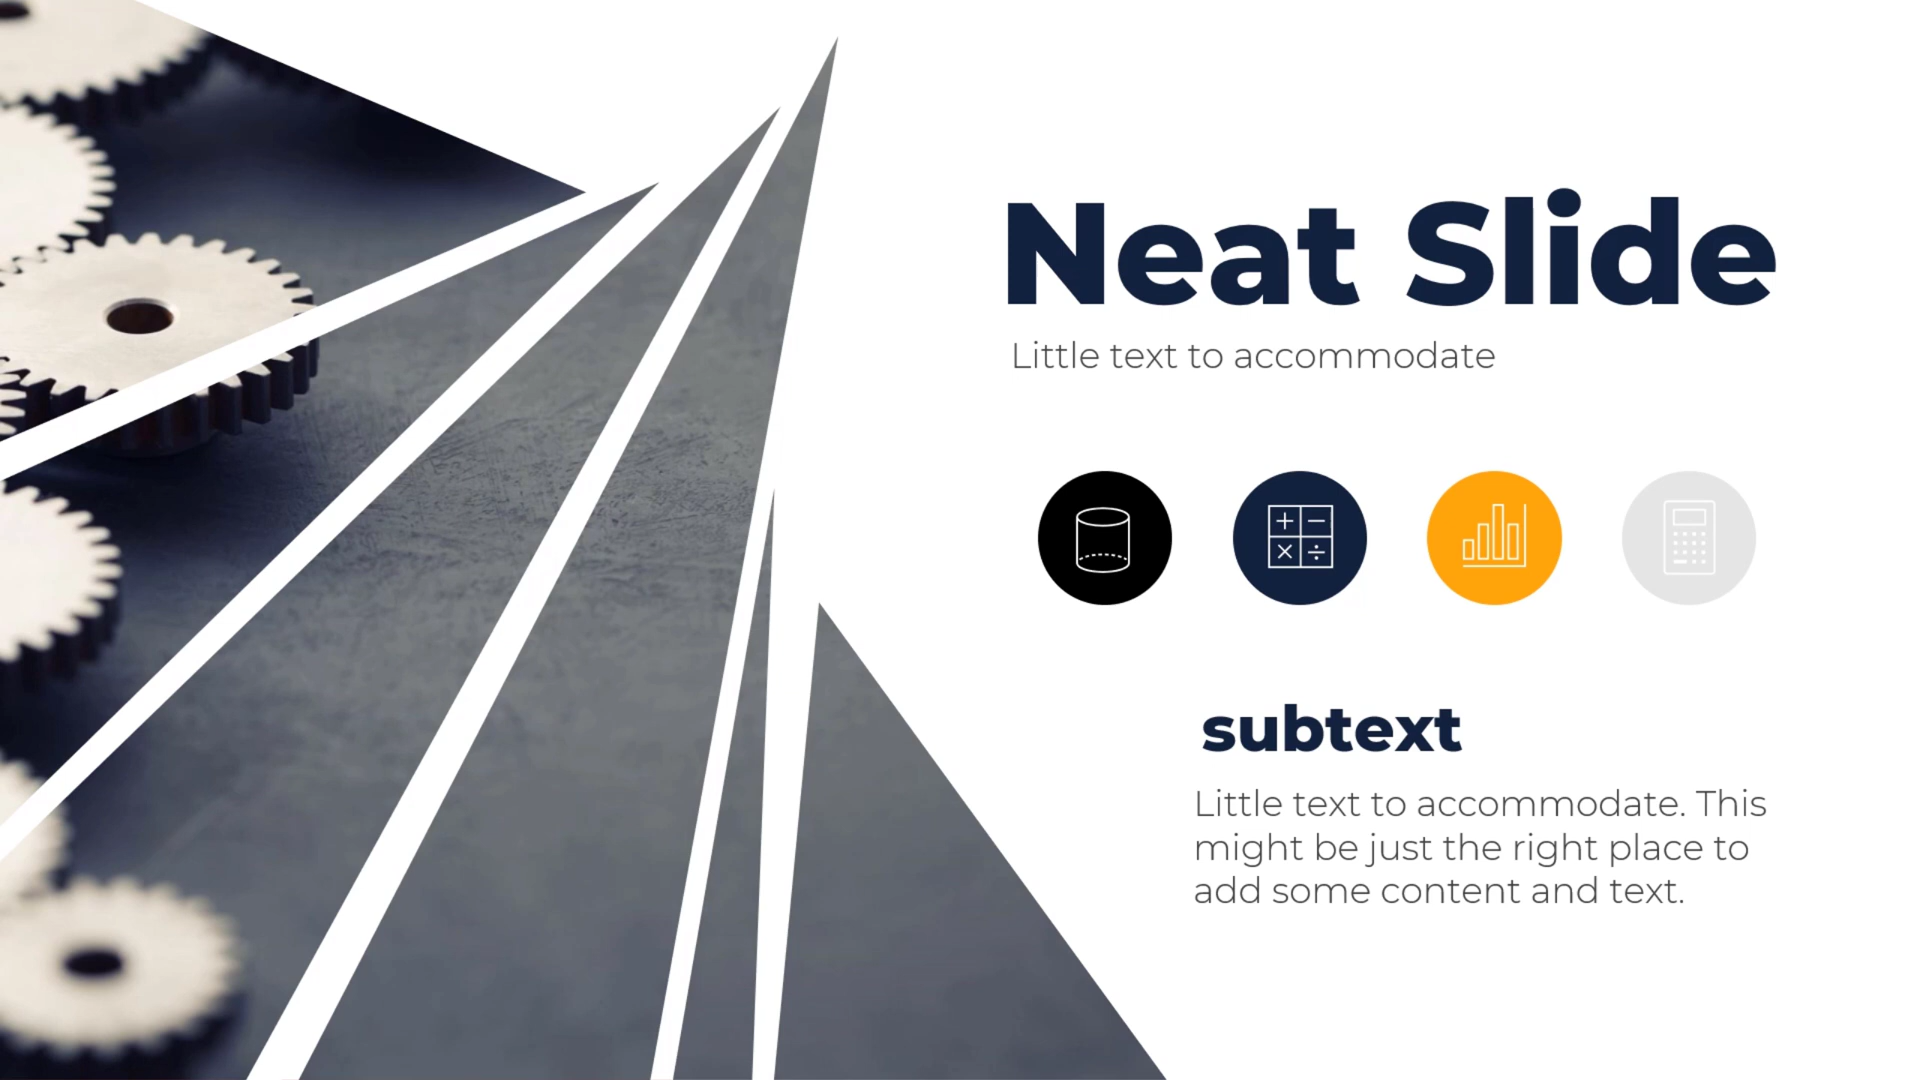 Neat Slide
Little text to accommodate
subtext
Little text to accommodate. This
might be just the right place to
add some content and text.